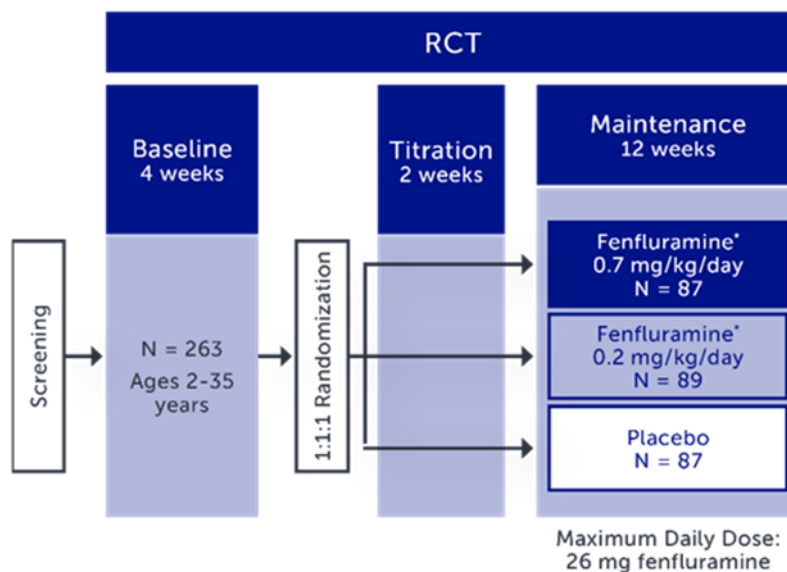 RCT
Baseline
4 weeks
Titration
2 weeks
Maintenance
12 weeks
Screening
N = 263
Ages 2-35
years
1:1:1 Randomization
Fenfluramine*
0.7 mg/kg/day
N = 87
Fenfluramine*
0.2 mg/kg/day
N = 89
Placebo
N = 87
Maximum Daily Dose:
26 mg fenfluramine